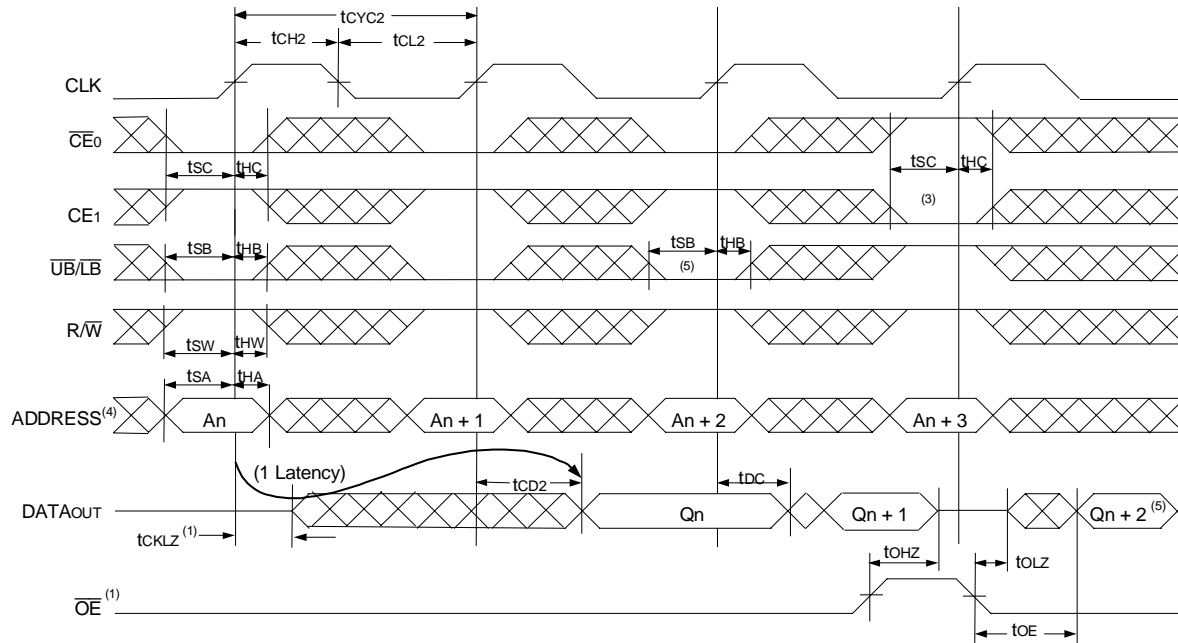 tCYC2
tCH2 tCL2
CLK
CE0
tSC tHC tSC tHC
CE1 (3)
tSB tHB tSB tHB
UB/LB (5)
R/W
tSW tHW
tSA tHA
ADDRESS(4) An An + 1 An + 2 An + 3
(1 Latency) tCD2 tDC
DATAOUT Qn Qn + 1 Qn + 2 (5)
tCKLZ (1) tOHZ tOLZ
OE (1)
tOE